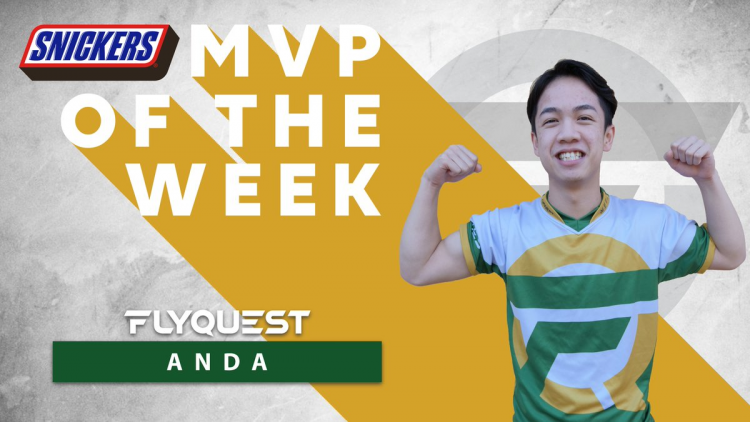 SNICKERS
MVP
OF THE
WEEK
FLYQUEST
ANDA